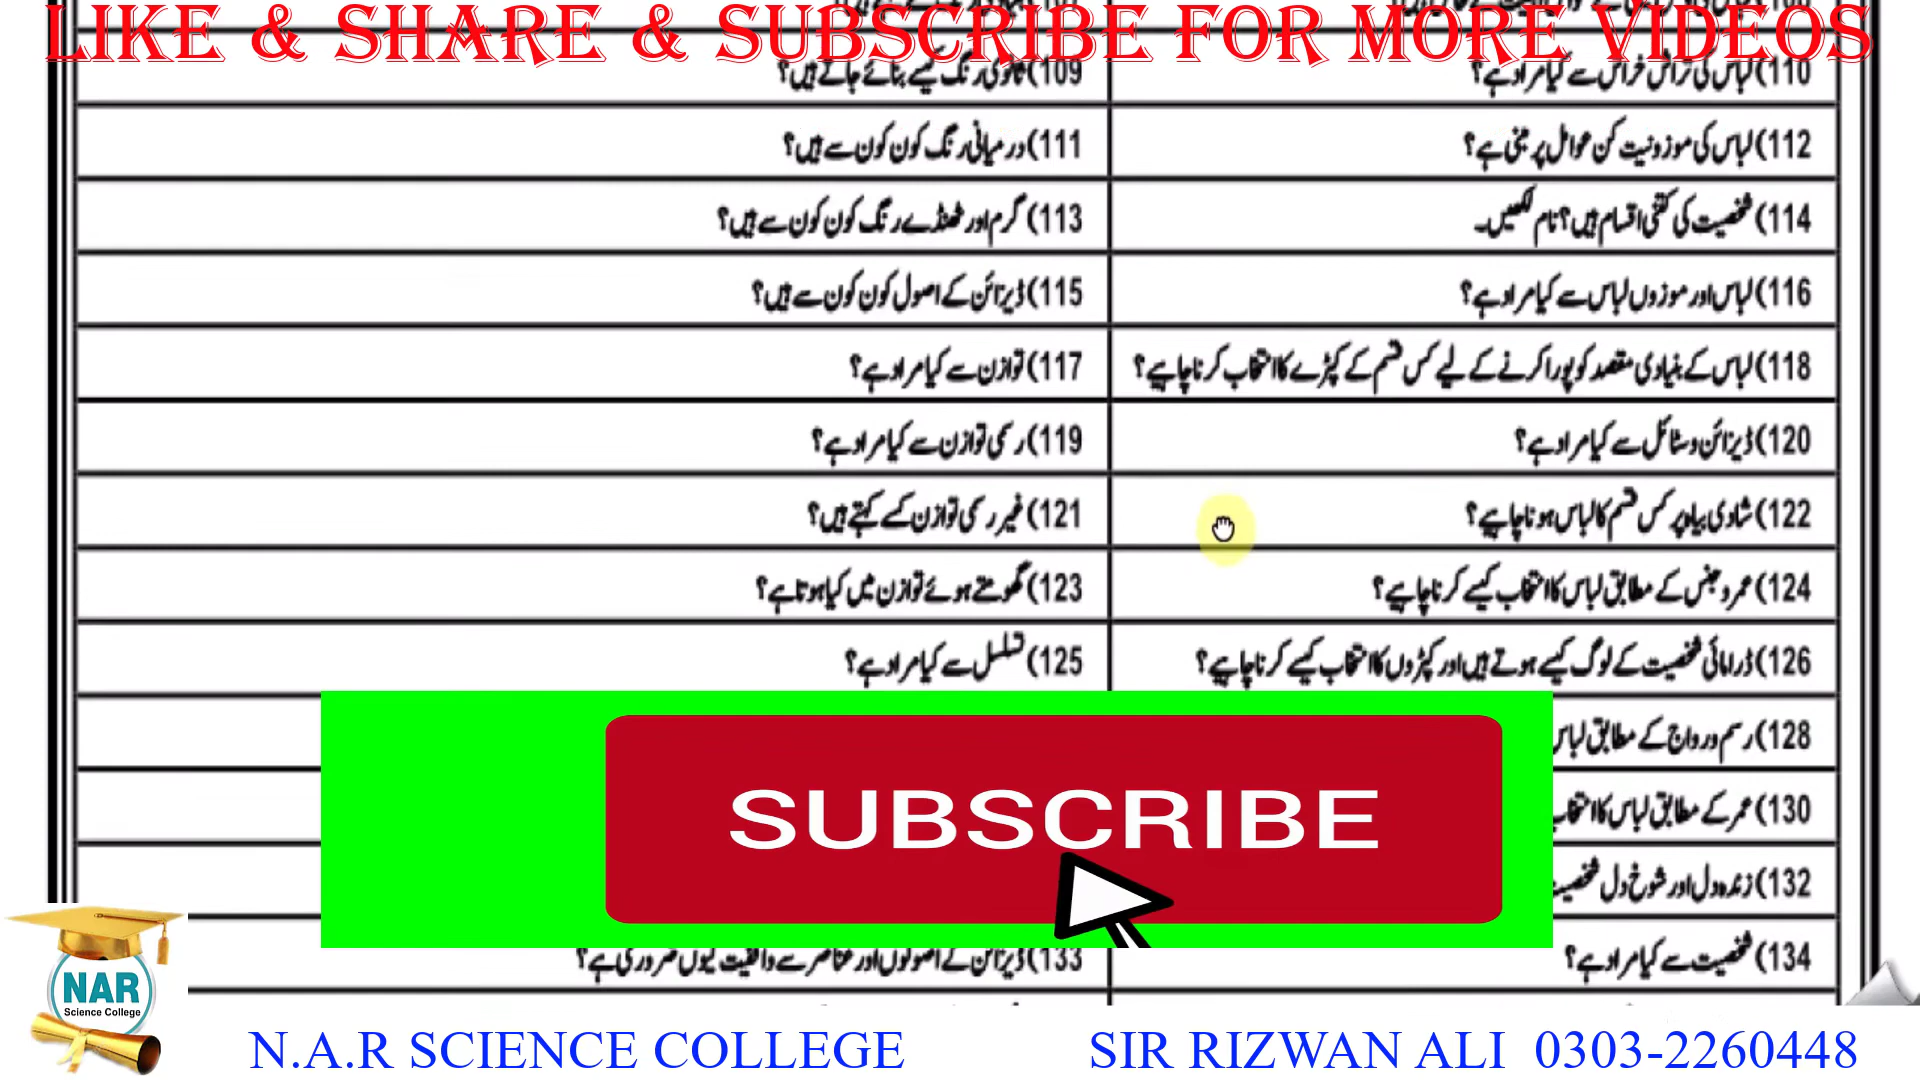 LIKE & SHARE & SUBSCRIBE FOR MORE VIDEOS
110) لباس کی تراش خراش سے کیا مراد ہے؟
109) ثانوی رنگ کیسے بنائے جاتے ہیں؟
112) لباس کی موزونیت کن عوامل پر مبنی ہے؟
111) درمیانی رنگ کون کون سے ہیں؟
114) شخصیت کی کتنی اقسام ہیں؟ نام لکھیں۔
113) گرم اور ٹھنڈے رنگ کون کون سے ہیں؟
116) لباس اور موزوں لباس سے کیا مراد ہے؟
115) ڈیزائن کے اصول کون کون سے ہیں؟
118) لباس کے بنیادی مقصد کو پورا کرنے کے لیے کس قسم کے کپڑے کا انتخاب کرنا چاہیے؟
117) توازن سے کیا مراد ہے؟
120) ڈیزائن و سٹائل سے کیا مراد ہے؟
119) رسمی توازن سے کیا مراد ہے؟
122) شادی بیاہ پر کس قسم کا لباس ہونا چاہیے؟
121) غیر رسمی توازن کسے کہتے ہیں؟
124) عمر و جنس کے مطابق لباس کا انتخاب کیسے کرنا چاہیے؟
123) گھومتے ہوئے توازن میں کیا ہوتا ہے؟
126) ڈرامائی شخصیت کے لوگ کیسے ہوتے ہیں اور کپڑوں کا انتخاب کیسے کرنا چاہیے؟
125) تسلسل سے کیا مراد ہے؟
128) رسم و رواج کے مطابق لباس
130) عمر کے مطابق لباس کا
132) زندہ دل اور شوخ دل
SUBSCRIBE
134) شخصیت سے کیا مراد ہے؟
133) ڈیزائن کے اصولوں اور عناصر سے واقفیت کیوں ضروری ہے؟
NAR
Science College
N.A.R SCIENCE COLLEGE
SIR RIZWAN ALI 0303-2260448